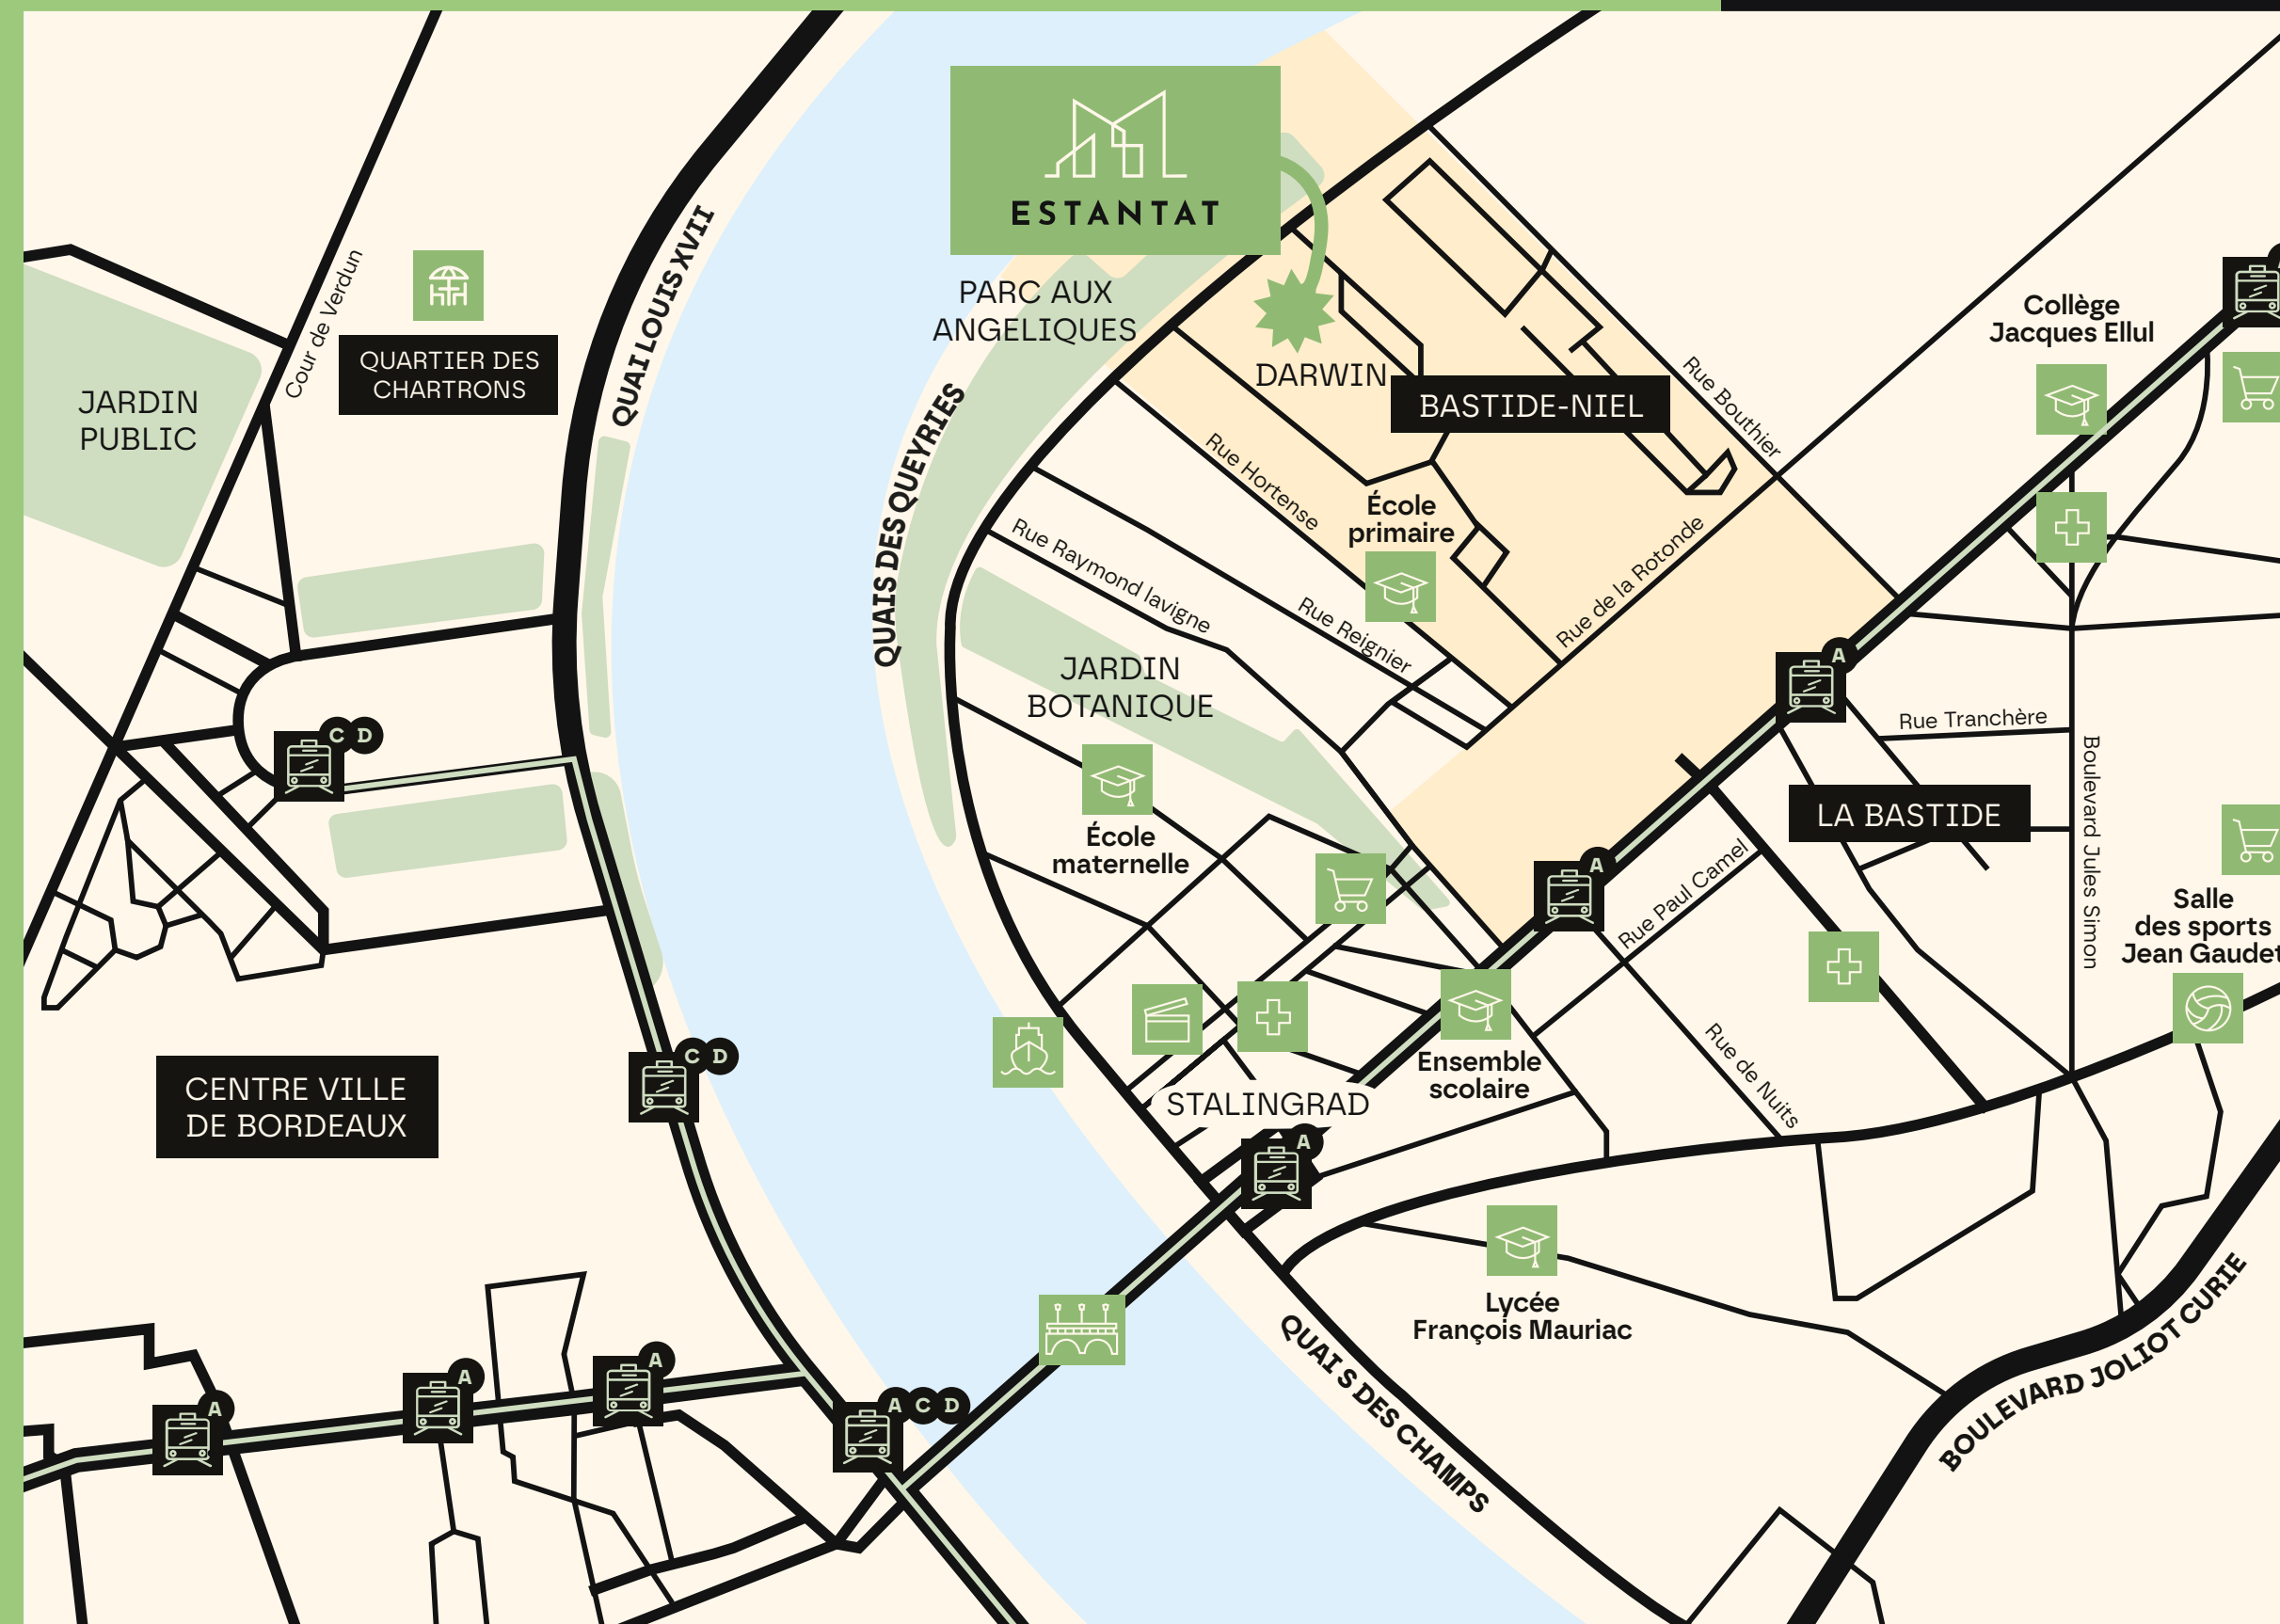 ESTANTAT
PARC AUX
ANGELIQUES
DARWIN
BASTIDE-NIEL
QUARTIER DES
CHARTRONS
Cour de Verdun
QUAI LOUIS XVII
JARDIN
PUBLIC
QUAIS DES QUEYRIES
Rue Bouthier
Collège
Jacques Ellul
Rue Hortense
École
primaire
Rue de la Rotonde
Rue Raymond lavigne
Rue Reignier
JARDIN
BOTANIQUE
A
Rue Tranchère
Boulevard Jules Simon
LA BASTIDE
C D
École
maternelle
A
Rue Paul Camel
Salle
des sports
Jean Gaudet
CENTRE VILLE
DE BORDEAUX
C D
Ensemble
scolaire
Rue de Nuits
STALINGRAD
A
Lycée
François Mauriac
QUAI S DES CHAMPS
BOULEVARD JOLIOT CURIE
A
A
A
A C D